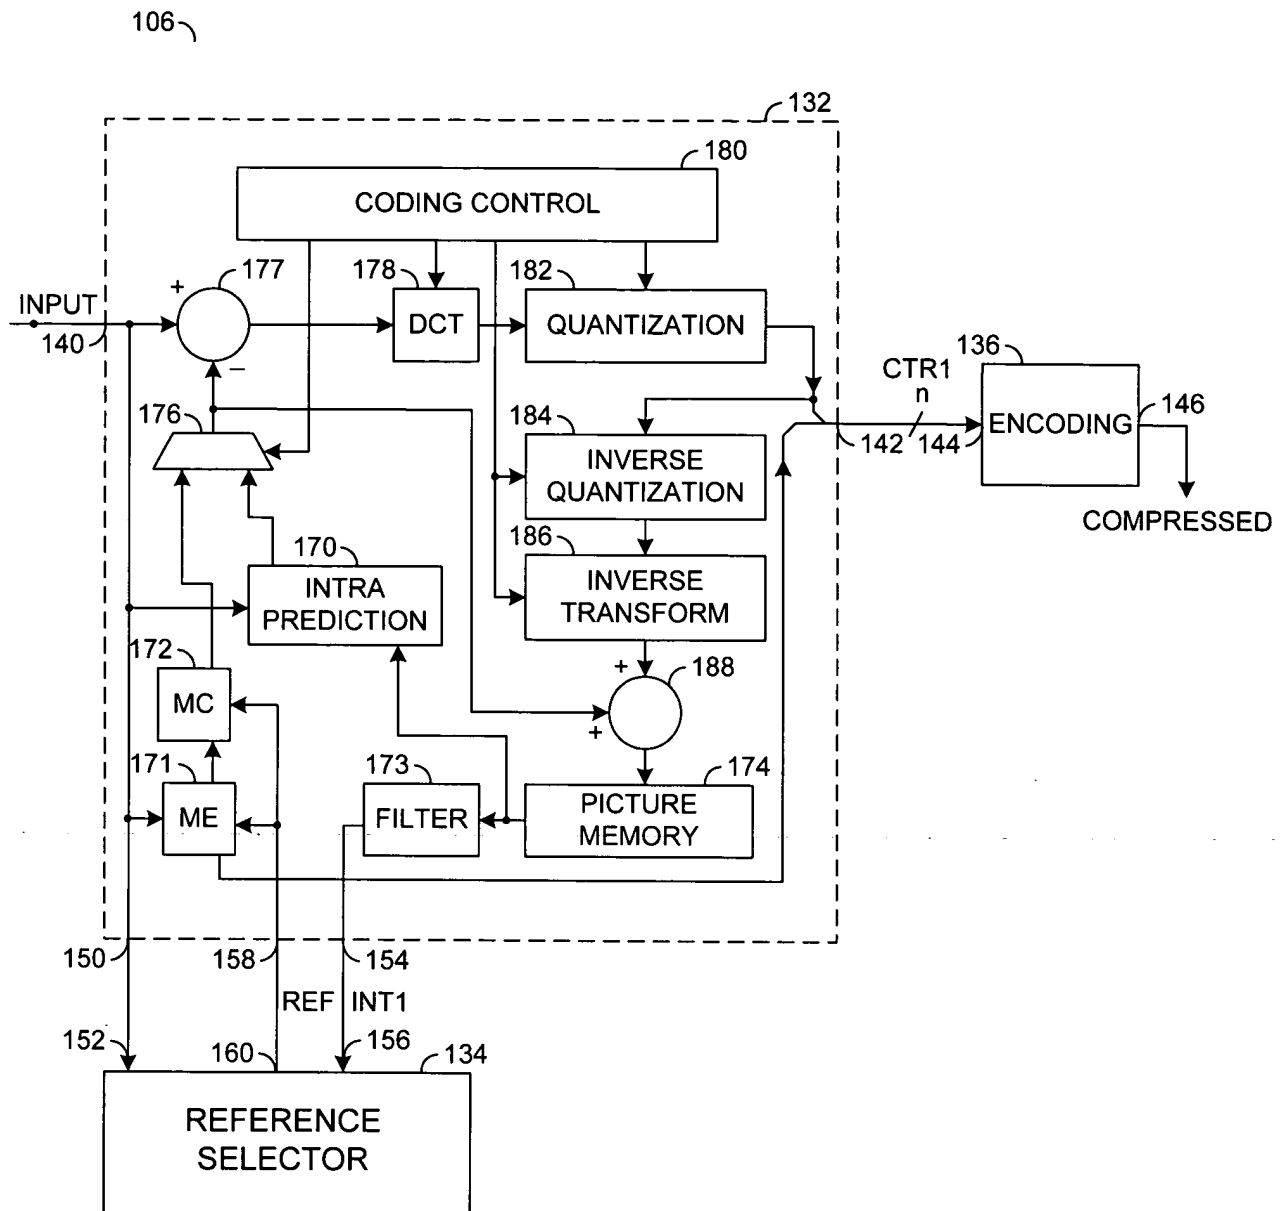 106
132
180
CODING CONTROL
+
177
178
182
INPUT
DCT
QUANTIZATION
140
−
136
CTR1
n
176
184
142
144
ENCODING
146
INVERSE
QUANTIZATION
COMPRESSED
170
186
INTRA
PREDICTION
INVERSE
TRANSFORM
172
+
188
MC
+
171
173
174
ME
FILTER
PICTURE
MEMORY
150
158
154
REF
INT1
152
160
156
134
REFERENCE
SELECTOR